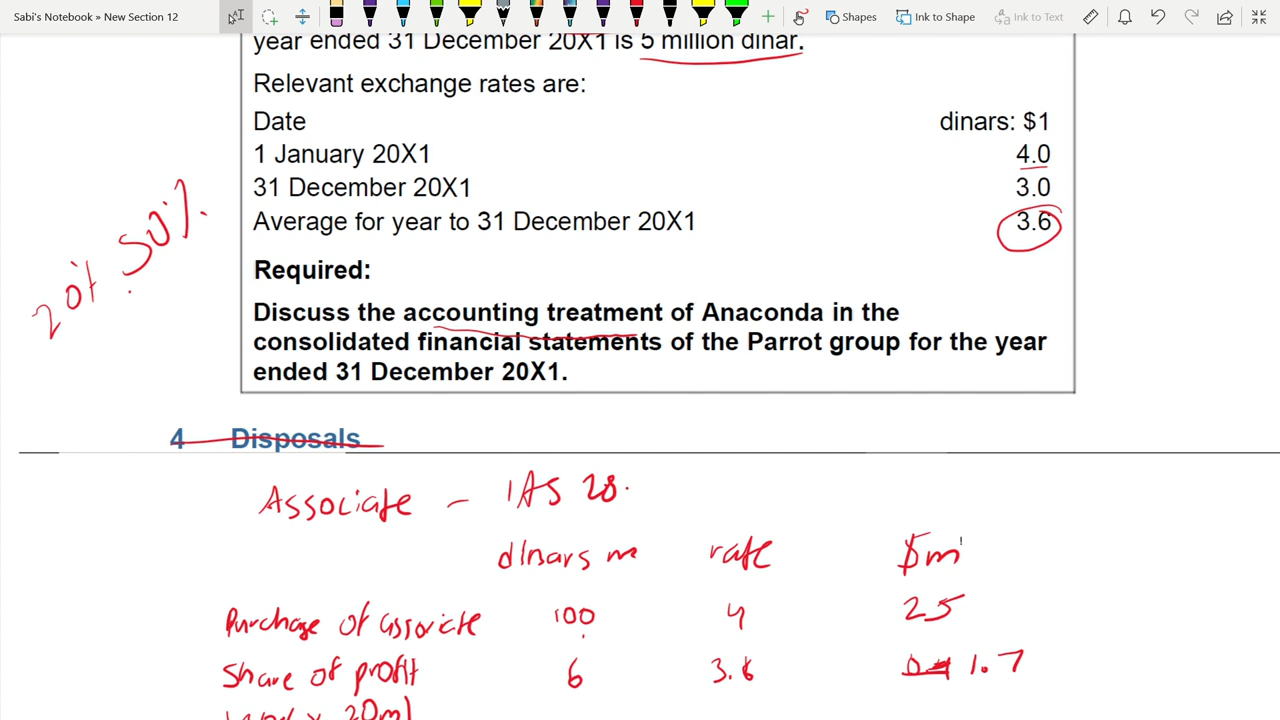 Sabi's Notebook » New Section 12
Shapes Ink to Shape Ink to Text
year ended 31 December 20X1 is 5 million dinar.
Relevant exchange rates are:
Date dinars: $1
1 January 20X1 4.0
31 December 20X1 3.0
Average for year to 31 December 20X1 3.6
20% 50%
Required:
Discuss the accounting treatment of Anaconda in the
consolidated financial statements of the Parrot group for the year
ended 31 December 20X1.
4 Disposals
Associate - IAS 28.
dinars m rate $m
Purchase of associate 100 4 25
Share of profit 6 3.6 1.7
20m)